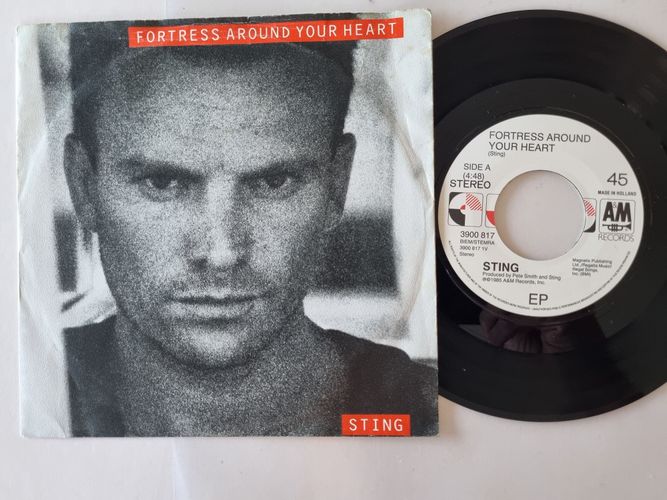 FORTRESS AROUND YOUR HEART
STING
FORTRESS AROUND
YOUR HEART
(Sting)
SIDE A
(4:48)
STEREO
45
MADE IN HOLLAND
A&M
RECORDS
3900 817
BIEM/STEMRA
3900 817 1V
Stereo
Magnetic Publishing
Ltd./Regatta Music/
Illegal Songs,
Inc. (BMI)
STING
Produced by Pete Smith and Sting
℗©1985 A&M Records, Inc.
EP